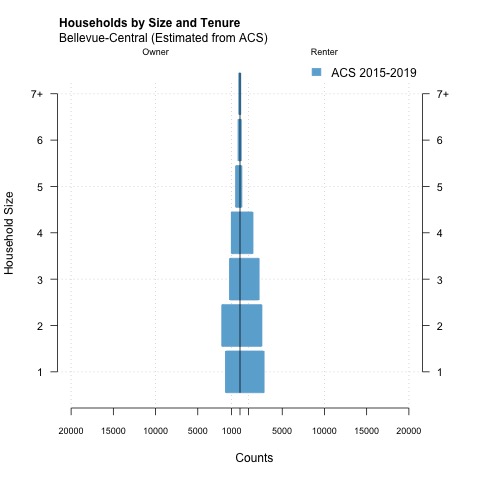 Households by Size and Tenure
Bellevue-Central (Estimated from ACS)
Owner Renter
ACS 2015-2019
7+ 7+
6 6
5 5
4 4
3 3
2 2
1 1
Household Size
20000 15000 10000 5000 1000 5000 10000 15000 20000
Counts